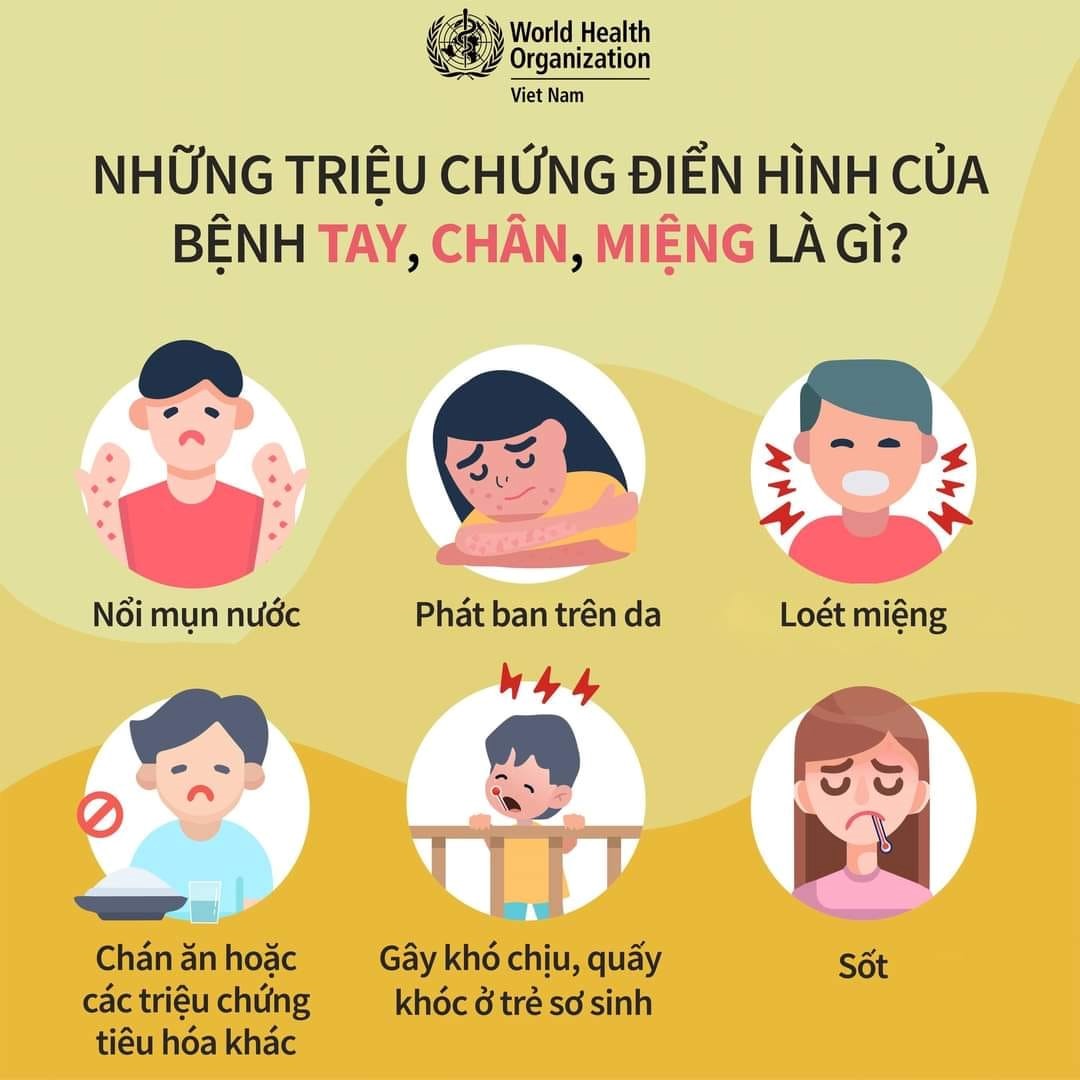 World Health
Organization
Viet Nam
NHỮNG TRIỆU CHỨNG ĐIỂN HÌNH CỦA
BỆNH TAY, CHÂN, MIỆNG LÀ GÌ?
Nổi mụn nước
Phát ban trên da
Loét miệng
Chán ăn hoặc
các triệu chứng
tiêu hóa khác
Gây khó chịu, quấy
khóc ở trẻ sơ sinh
Sốt